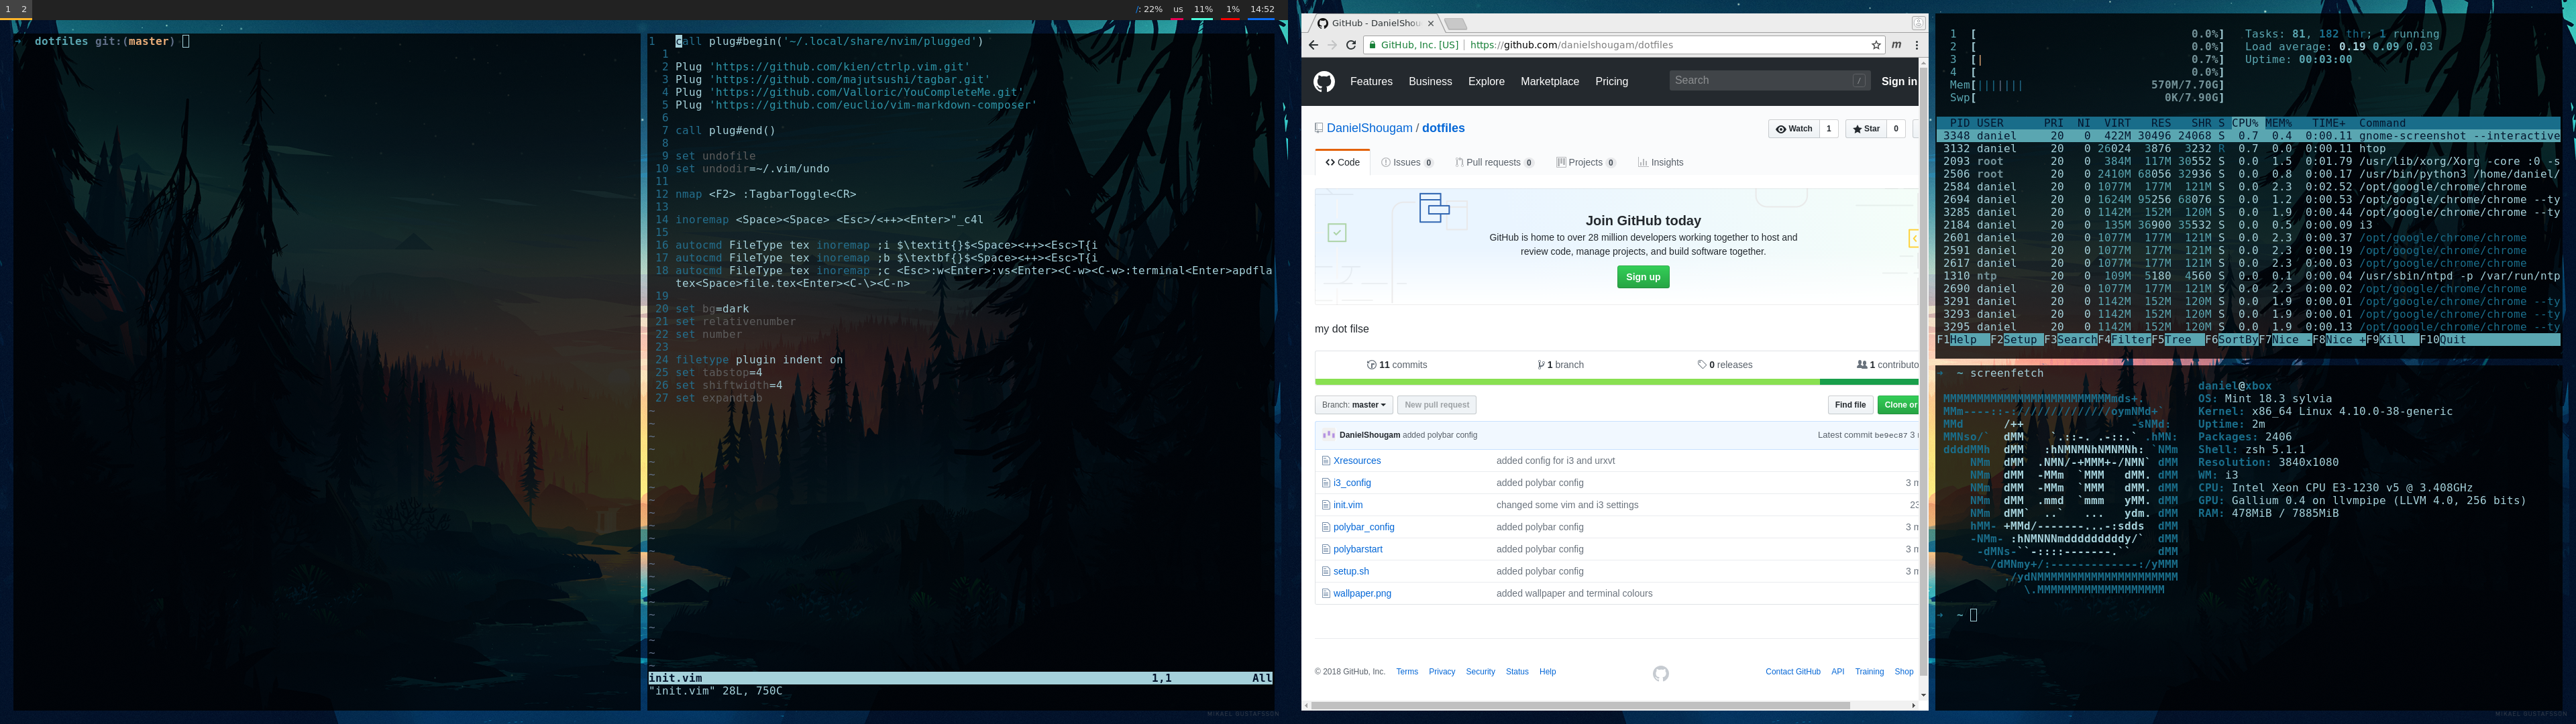 1 2
/: 22% us 11% 1% 14:52
➜ dotfiles git:(master)
1 call plug#begin('~/.local/share/nvim/plugged')
1
2 Plug 'https://github.com/kien/ctrlp.vim.git'
3 Plug 'https://github.com/majutsushi/tagbar.git'
4 Plug 'https://github.com/Valloric/YouCompleteMe.git'
5 Plug 'https://github.com/euclio/vim-markdown-composer'
6
7 call plug#end()
8
9 set undofile
10 set undodir=~/.vim/undo
11
12 nmap <F2> :TagbarToggle<CR>
13
14 inoremap <Space><Space> <Esc>/<++><Enter>"_c4l
15
16 autocmd FileType tex inoremap ;i $\textit{}$<Space><++><Esc>T{i
17 autocmd FileType tex inoremap ;b $\textbf{}$<Space><++><Esc>T{i
18 autocmd FileType tex inoremap ;c <Esc>:w<Enter>:vs<Enter><C-w><C-w>:terminal<Enter>apdfla
tex<Space>file.tex<Enter><C-\><C-n>
19
20 set bg=dark
21 set relativenumber
22 set number
23
24 filetype plugin indent on
25 set tabstop=4
26 set shiftwidth=4
27 set expandtab
init.vim 1,1 All
"init.vim" 28L, 750C
GitHub - DanielShou
GitHub, Inc. [US] | https://github.com/danielshougam/dotfiles
Features Business Explore Marketplace Pricing Search / Sign in
DanielShougam / dotfiles
Watch 1 Star 0
Code Issues 0 Pull requests 0 Projects 0 Insights
Join GitHub today
GitHub is home to over 28 million developers working together to host and
review code, manage projects, and build software together.
Sign up
my dot filse
11 commits 1 branch 0 releases 1 contributo
Branch: master New pull request Find file Clone or
DanielShougam added polybar config Latest commit be9ec87 3
Xresources added config for i3 and urxvt
i3_config added polybar config 3 m
init.vim changed some vim and i3 settings 23
polybar_config added polybar config 3 m
polybarstart added polybar config 3 m
setup.sh added polybar config 3 m
wallpaper.png added wallpaper and terminal colours
© 2018 GitHub, Inc. Terms Privacy Security Status Help
Contact GitHub API Training Shop
1 [ 0.0%] Tasks: 81, 182 thr; 1 running
2 [ 0.0%] Load average: 0.19 0.09 0.03
3 [| 0.7%] Uptime: 00:03:00
4 [ 0.0%]
Mem[||||||| 570M/7.70G]
Swp[ 0K/7.90G]
PID USER PRI NI VIRT RES SHR S CPU% MEM% TIME+ Command
3348 daniel 20 0 422M 30496 24068 S 0.7 0.4 0:00.11 gnome-screenshot --interactive
3132 daniel 20 0 26024 3876 3232 R 0.7 0.0 0:00.11 htop
2093 root 20 0 384M 117M 30552 S 0.0 1.5 0:01.79 /usr/lib/xorg/Xorg -core :0 -s
2506 root 20 0 2410M 68056 32936 S 0.0 0.8 0:00.17 /usr/bin/python3 /home/daniel/
2584 daniel 20 0 1077M 177M 121M S 0.0 2.3 0:02.52 /opt/google/chrome/chrome
2694 daniel 20 0 1624M 95256 68076 S 0.0 1.2 0:00.53 /opt/google/chrome/chrome --ty
3285 daniel 20 0 1142M 152M 120M S 0.0 1.9 0:00.44 /opt/google/chrome/chrome --ty
2184 daniel 20 0 135M 36900 35532 S 0.0 0.5 0:00.09 i3
2601 daniel 20 0 1077M 177M 121M S 0.0 2.3 0:00.37 /opt/google/chrome/chrome
2591 daniel 20 0 1077M 177M 121M S 0.0 2.3 0:00.19 /opt/google/chrome/chrome
2617 daniel 20 0 1077M 177M 121M S 0.0 2.3 0:00.03 /opt/google/chrome/chrome
1310 ntp 20 0 109M 5180 4560 S 0.0 0.1 0:00.04 /usr/sbin/ntpd -p /var/run/ntp
2690 daniel 20 0 1077M 177M 121M S 0.0 2.3 0:00.02 /opt/google/chrome/chrome
3291 daniel 20 0 1142M 152M 120M S 0.0 1.9 0:00.01 /opt/google/chrome/chrome --ty
3293 daniel 20 0 1142M 152M 120M S 0.0 1.9 0:00.01 /opt/google/chrome/chrome --ty
3295 daniel 20 0 1142M 152M 120M S 0.0 1.9 0:00.13 /opt/google/chrome/chrome --ty
F1Help F2Setup F3SearchF4FilterF5Tree F6SortByF7Nice -F8Nice +F9Kill F10Quit
➜ ~ screenfetch
daniel@xbox
OS: Mint 18.3 sylvia
Kernel: x86_64 Linux 4.10.0-38-generic
Uptime: 2m
Packages: 2406
Shell: zsh 5.1.1
Resolution: 3840x1080
WM: i3
CPU: Intel Xeon CPU E3-1230 v5 @ 3.408GHz
GPU: Gallium 0.4 on llvmpipe (LLVM 4.0, 256 bits)
RAM: 478MiB / 7885MiB
➜ ~
MIKAEL GUSTAFSSON
MIKAEL GUSTAFSSON